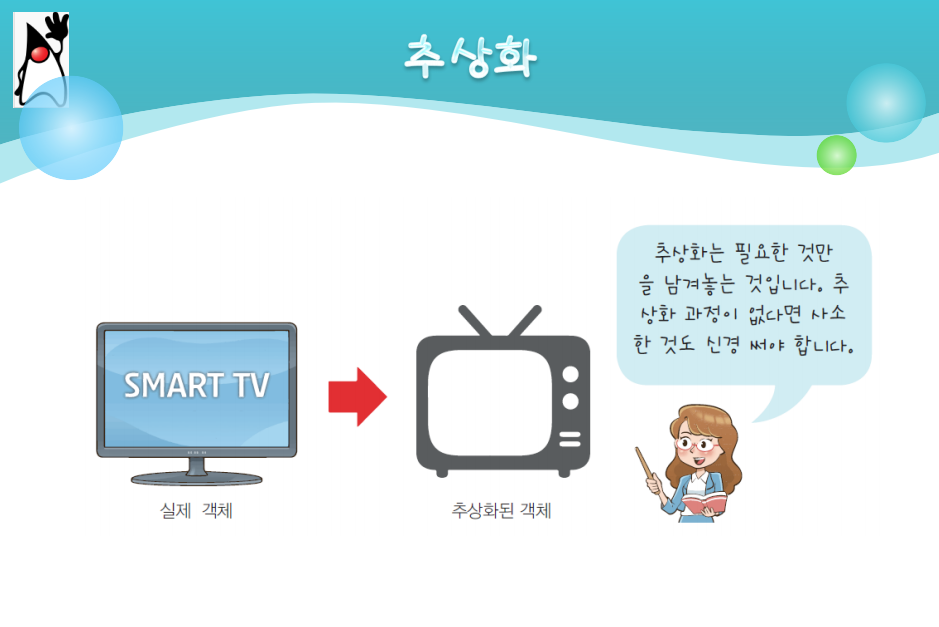 추상화
추상화는 필요한 것만
을 남겨놓는 것입니다. 추
상화 과정이 없다면 사소
한 것도 신경 써야 합니다.
SMART TV
실제 객체
추상화된 객체